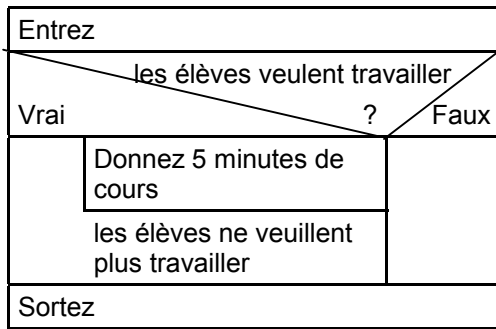 Entrez
les élèves veulent travailler
Vrai ? Faux
Donnez 5 minutes de
cours
les élèves ne veuillent
plus travailler
Sortez